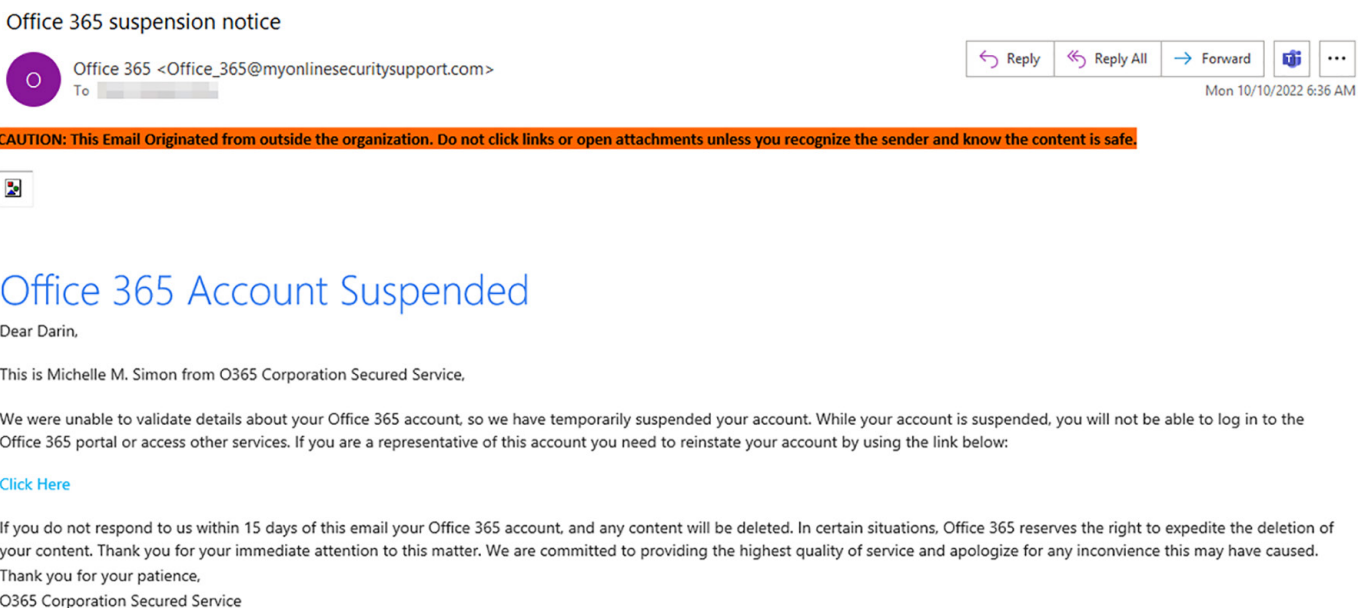 Office 365 suspension notice
O
Office 365 <Office_365@myonlinesecuritysupport.com>
To
Reply
Reply All
Forward
Mon 10/10/2022 6:36 AM
CAUTION: This Email Originated from outside the organization. Do not click links or open attachments unless you recognize the sender and know the content is safe.
Office 365 Account Suspended
Dear Darin,
This is Michelle M. Simon from O365 Corporation Secured Service,
We were unable to validate details about your Office 365 account, so we have temporarily suspended your account. While your account is suspended, you will not be able to log in to the
Office 365 portal or access other services. If you are a representative of this account you need to reinstate your account by using the link below:
Click Here
If you do not respond to us within 15 days of this email your Office 365 account, and any content will be deleted. In certain situations, Office 365 reserves the right to expedite the deletion of
your content. Thank you for your immediate attention to this matter. We are committed to providing the highest quality of service and apologize for any inconvience this may have caused.
Thank you for your patience,
O365 Corporation Secured Service